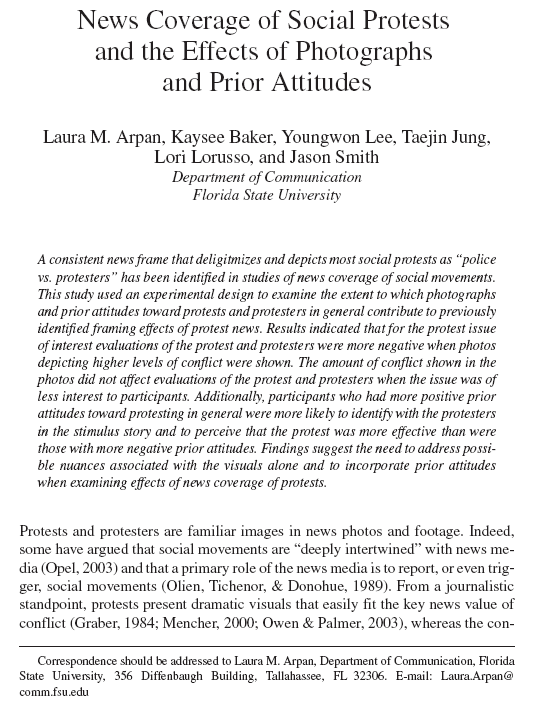 News Coverage of Social Protests
and the Effects of Photographs
and Prior Attitudes
Laura M. Arpan, Kaysee Baker, Youngwon Lee, Taejin Jung,
Lori Lorusso, and Jason Smith
Department of Communication
Florida State University
A consistent news frame that deligitmizes and depicts most social protests as “police
vs. protesters” has been identified in studies of news coverage of social movements.
This study used an experimental design to examine the extent to which photographs
and prior attitudes toward protests and protesters in general contribute to previously
identified framing effects of protest news. Results indicated that for the protest issue
of interest evaluations of the protest and protesters were more negative when photos
depicting higher levels of conflict were shown. The amount of conflict shown in the
photos did not affect evaluations of the protest and protesters when the issue was of
less interest to participants. Additionally, participants who had more positive prior
attitudes toward protesting in general were more likely to identify with the protesters
in the stimulus story and to perceive that the protest was more effective than were
those with more negative prior attitudes. Findings suggest the need to address possi-
ble nuances associated with the visuals alone and to incorporate prior attitudes
when examining effects of news coverage of protests.
Protests and protesters are familiar images in news photos and footage. Indeed,
some have argued that social movements are “deeply intertwined” with news me-
dia (Opel, 2003) and that a primary role of the news media is to report, or even trig-
ger, social movements (Olien, Tichenor, & Donohue, 1989). From a journalistic
standpoint, protests present dramatic visuals that easily fit the key news value of
conflict (Graber, 1984; Mencher, 2000; Owen & Palmer, 2003), whereas the con-
Correspondence should be addressed to Laura M. Arpan, Department of Communication, Florida
State University, 356 Diffenbaugh Building, Tallahassee, FL 32306. E-mail: Laura.Arpan@
comm.fsu.edu